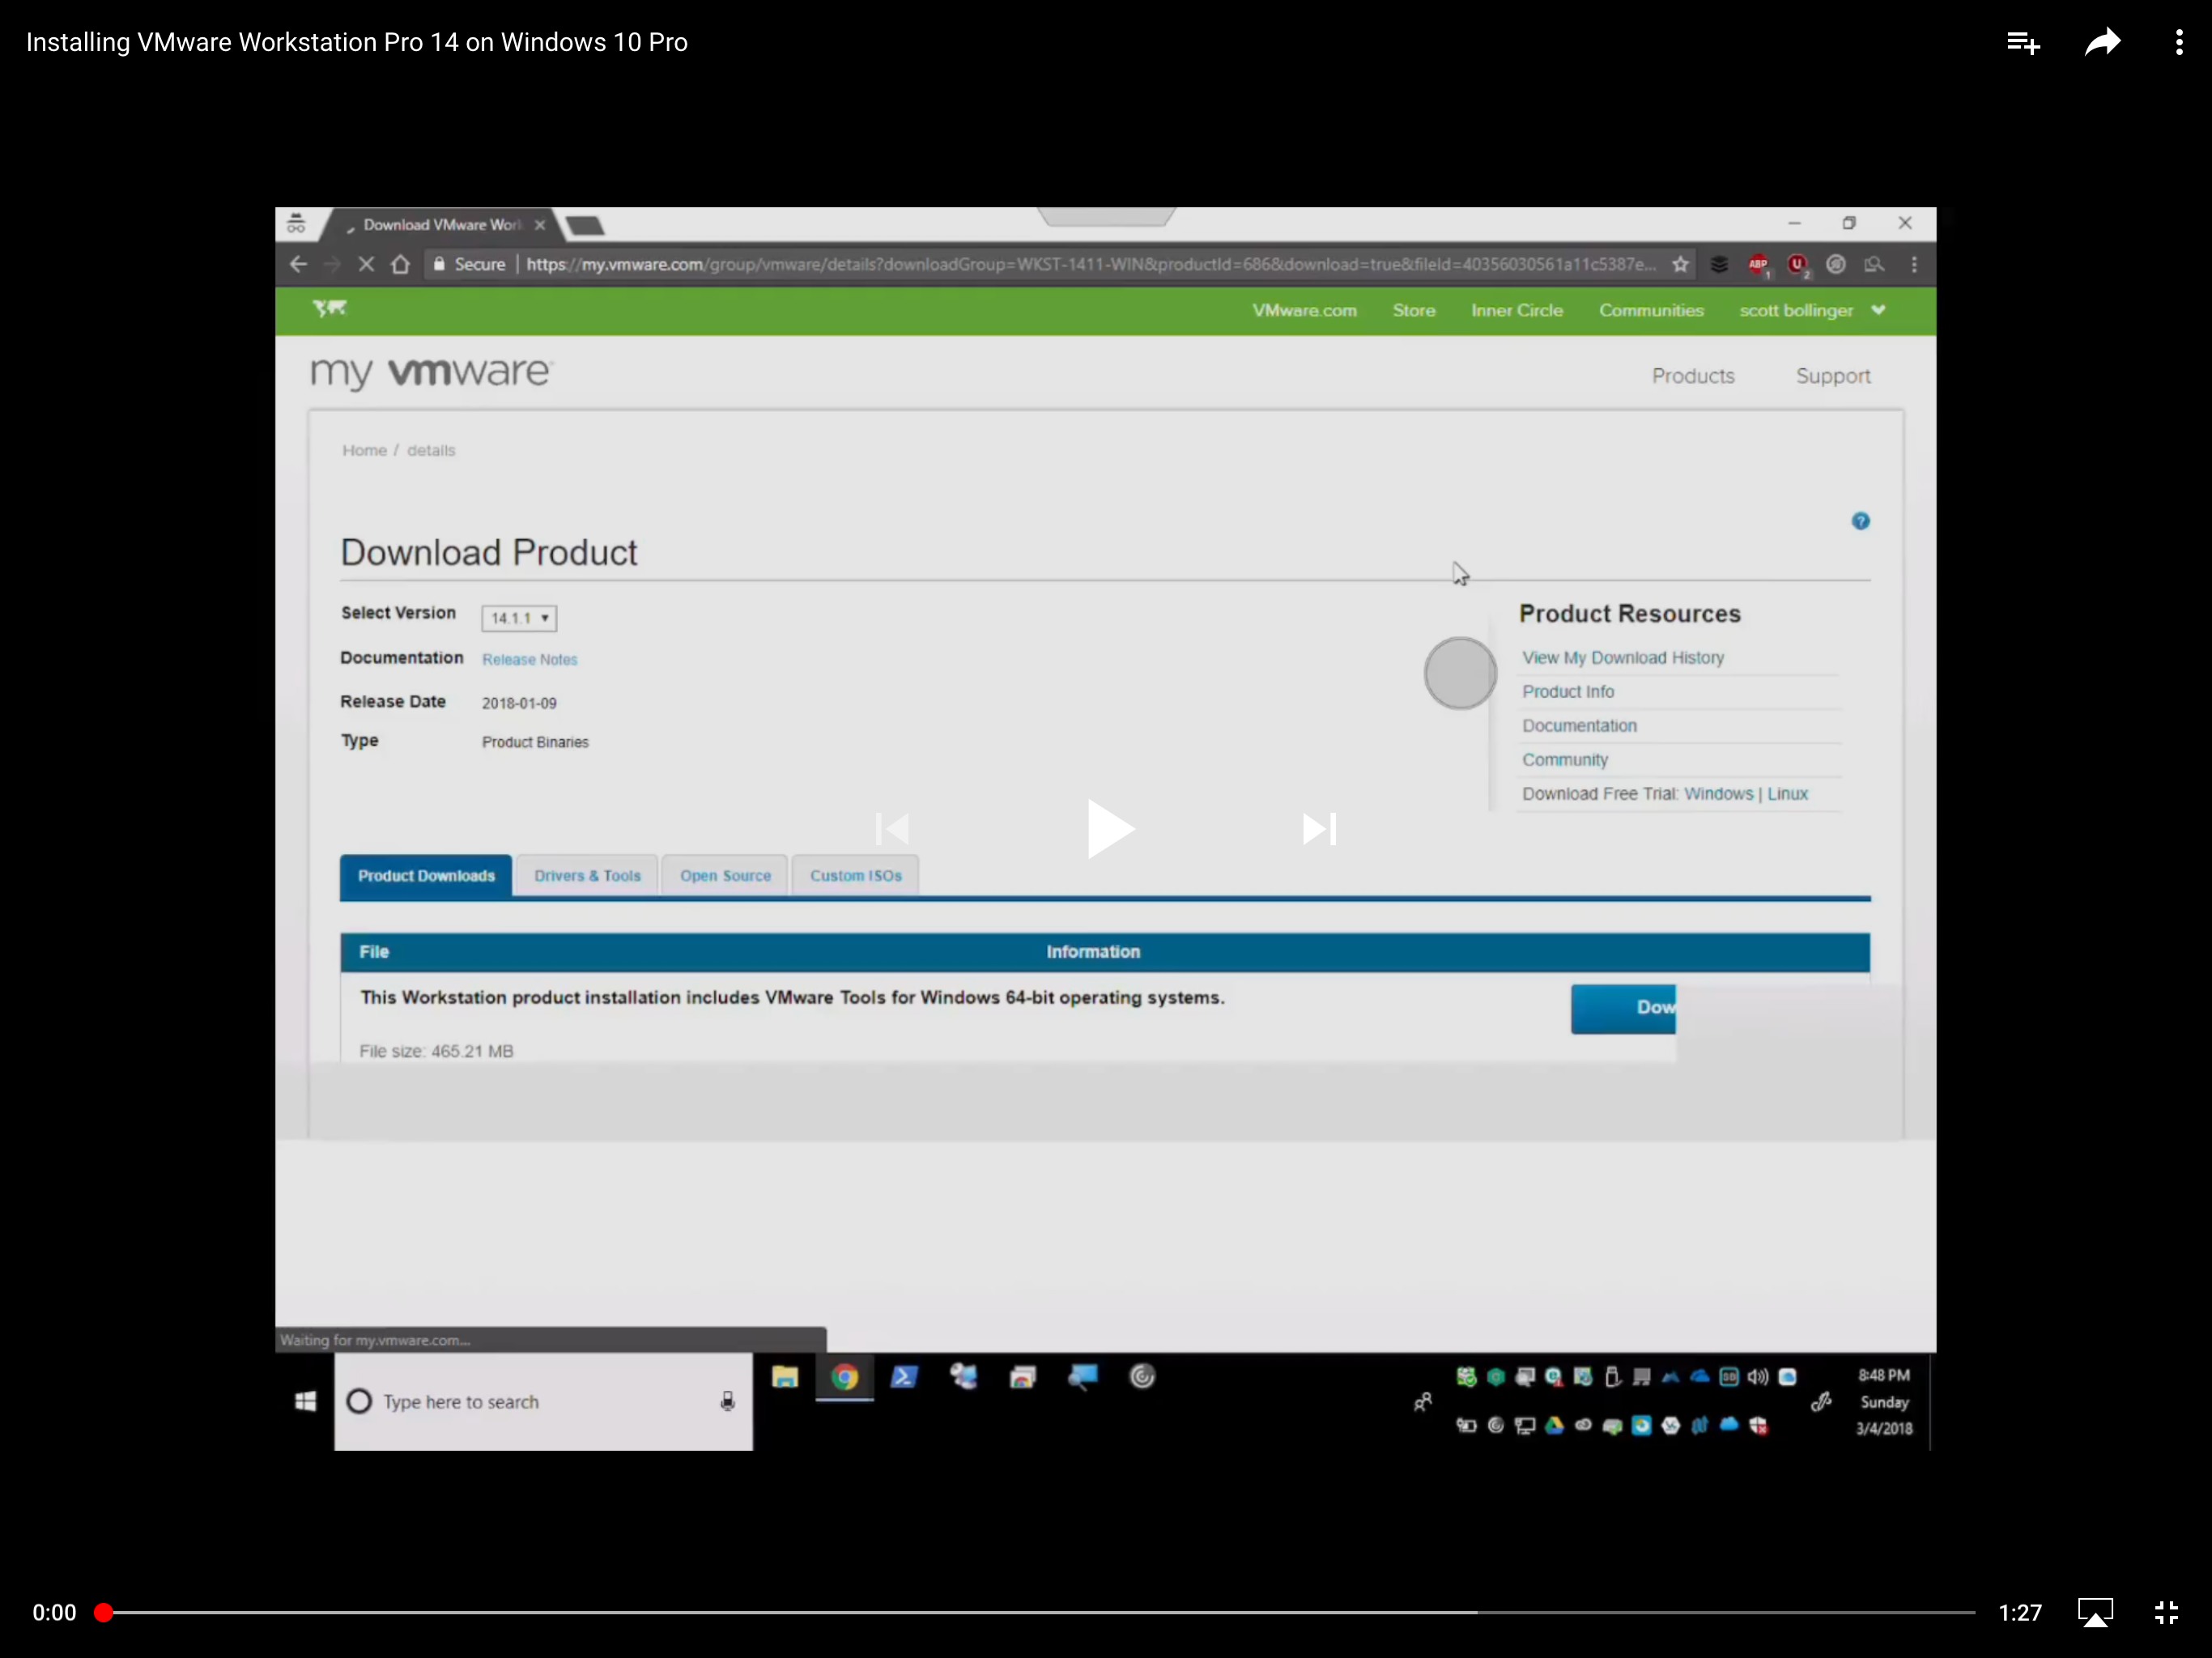 Installing VMware Workstation Pro 14 on Windows 10 Pro
Download VMware Work
Secure | https://my.vmware.com/group/vmware/details?downloadGroup=WKST-1411-WIN&productId=686&download=true&fileId=40356030561a11c5387e...
ABP 1 U 2
VMware.com Store Inner Circle Communities scott bollinger
my vmware
Products Support
Home / details
?
Download Product
Select Version 14.1.1
Documentation Release Notes
Release Date 2018-01-09
Type Product Binaries
Product Resources
View My Download History
Product Info
Documentation
Community
Download Free Trial: Windows | Linux
Product Downloads Drivers & Tools Open Source Custom ISOs
File Information
This Workstation product installation includes VMware Tools for Windows 64-bit operating systems.
Dow
File size: 465.21 MB
Waiting for my.vmware.com...
Type here to search
8:48 PM
Sunday
3/4/2018
0:00 1:27